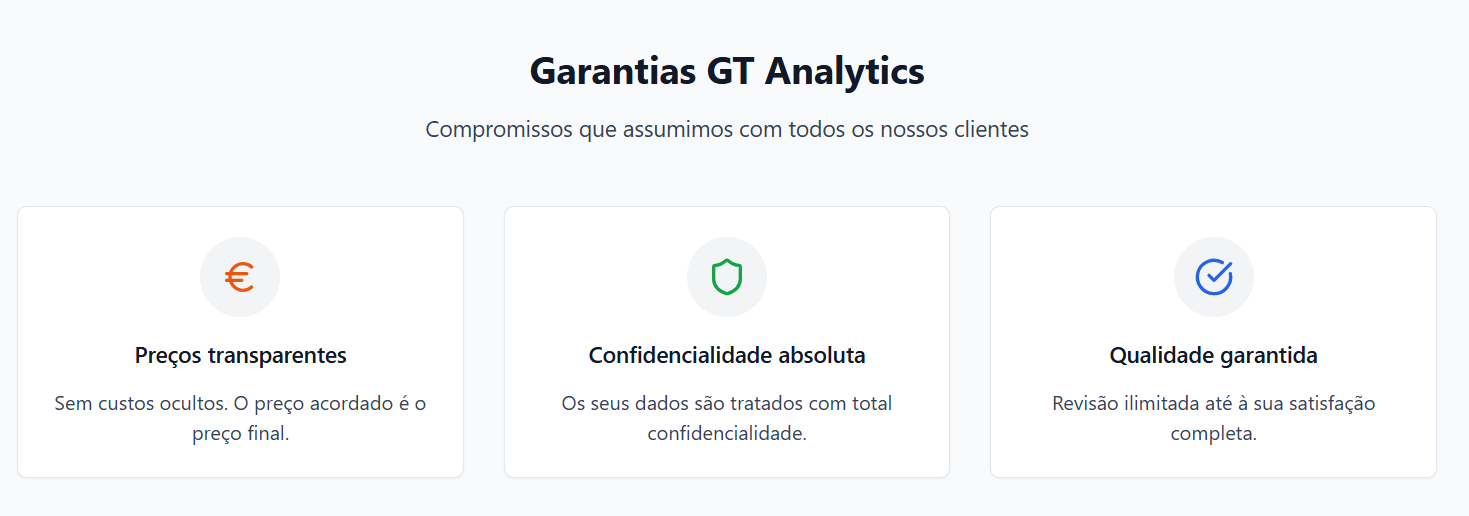 Garantias GT Analytics
Compromissos que assumimos com todos os nossos clientes
Preços transparentes
Sem custos ocultos. O preço acordado é o
preço final.
Confidencialidade absoluta
Os seus dados são tratados com total
confidencialidade.
Qualidade garantida
Revisão ilimitada até à sua satisfação
completa.